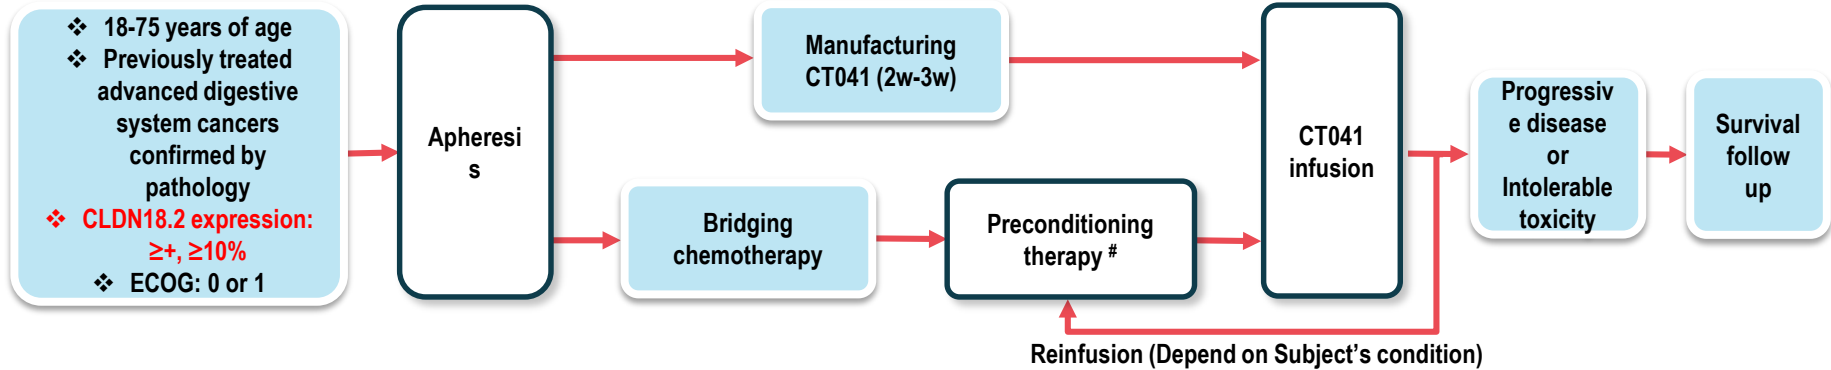 ❖ 18-75 years of age
❖ Previously treated
advanced digestive
system cancers
confirmed by
pathology
❖ CLDN18.2 expression:
≥+, ≥10%
❖ ECOG: 0 or 1
Apheresi
s
Manufacturing
CT041 (2w-3w)
Bridging
chemotherapy
Preconditioning
therapy #
CT041
infusion
Progressiv
e disease
or
Intolerable
toxicity
Survival
follow
up
Reinfusion (Depend on Subject's condition)